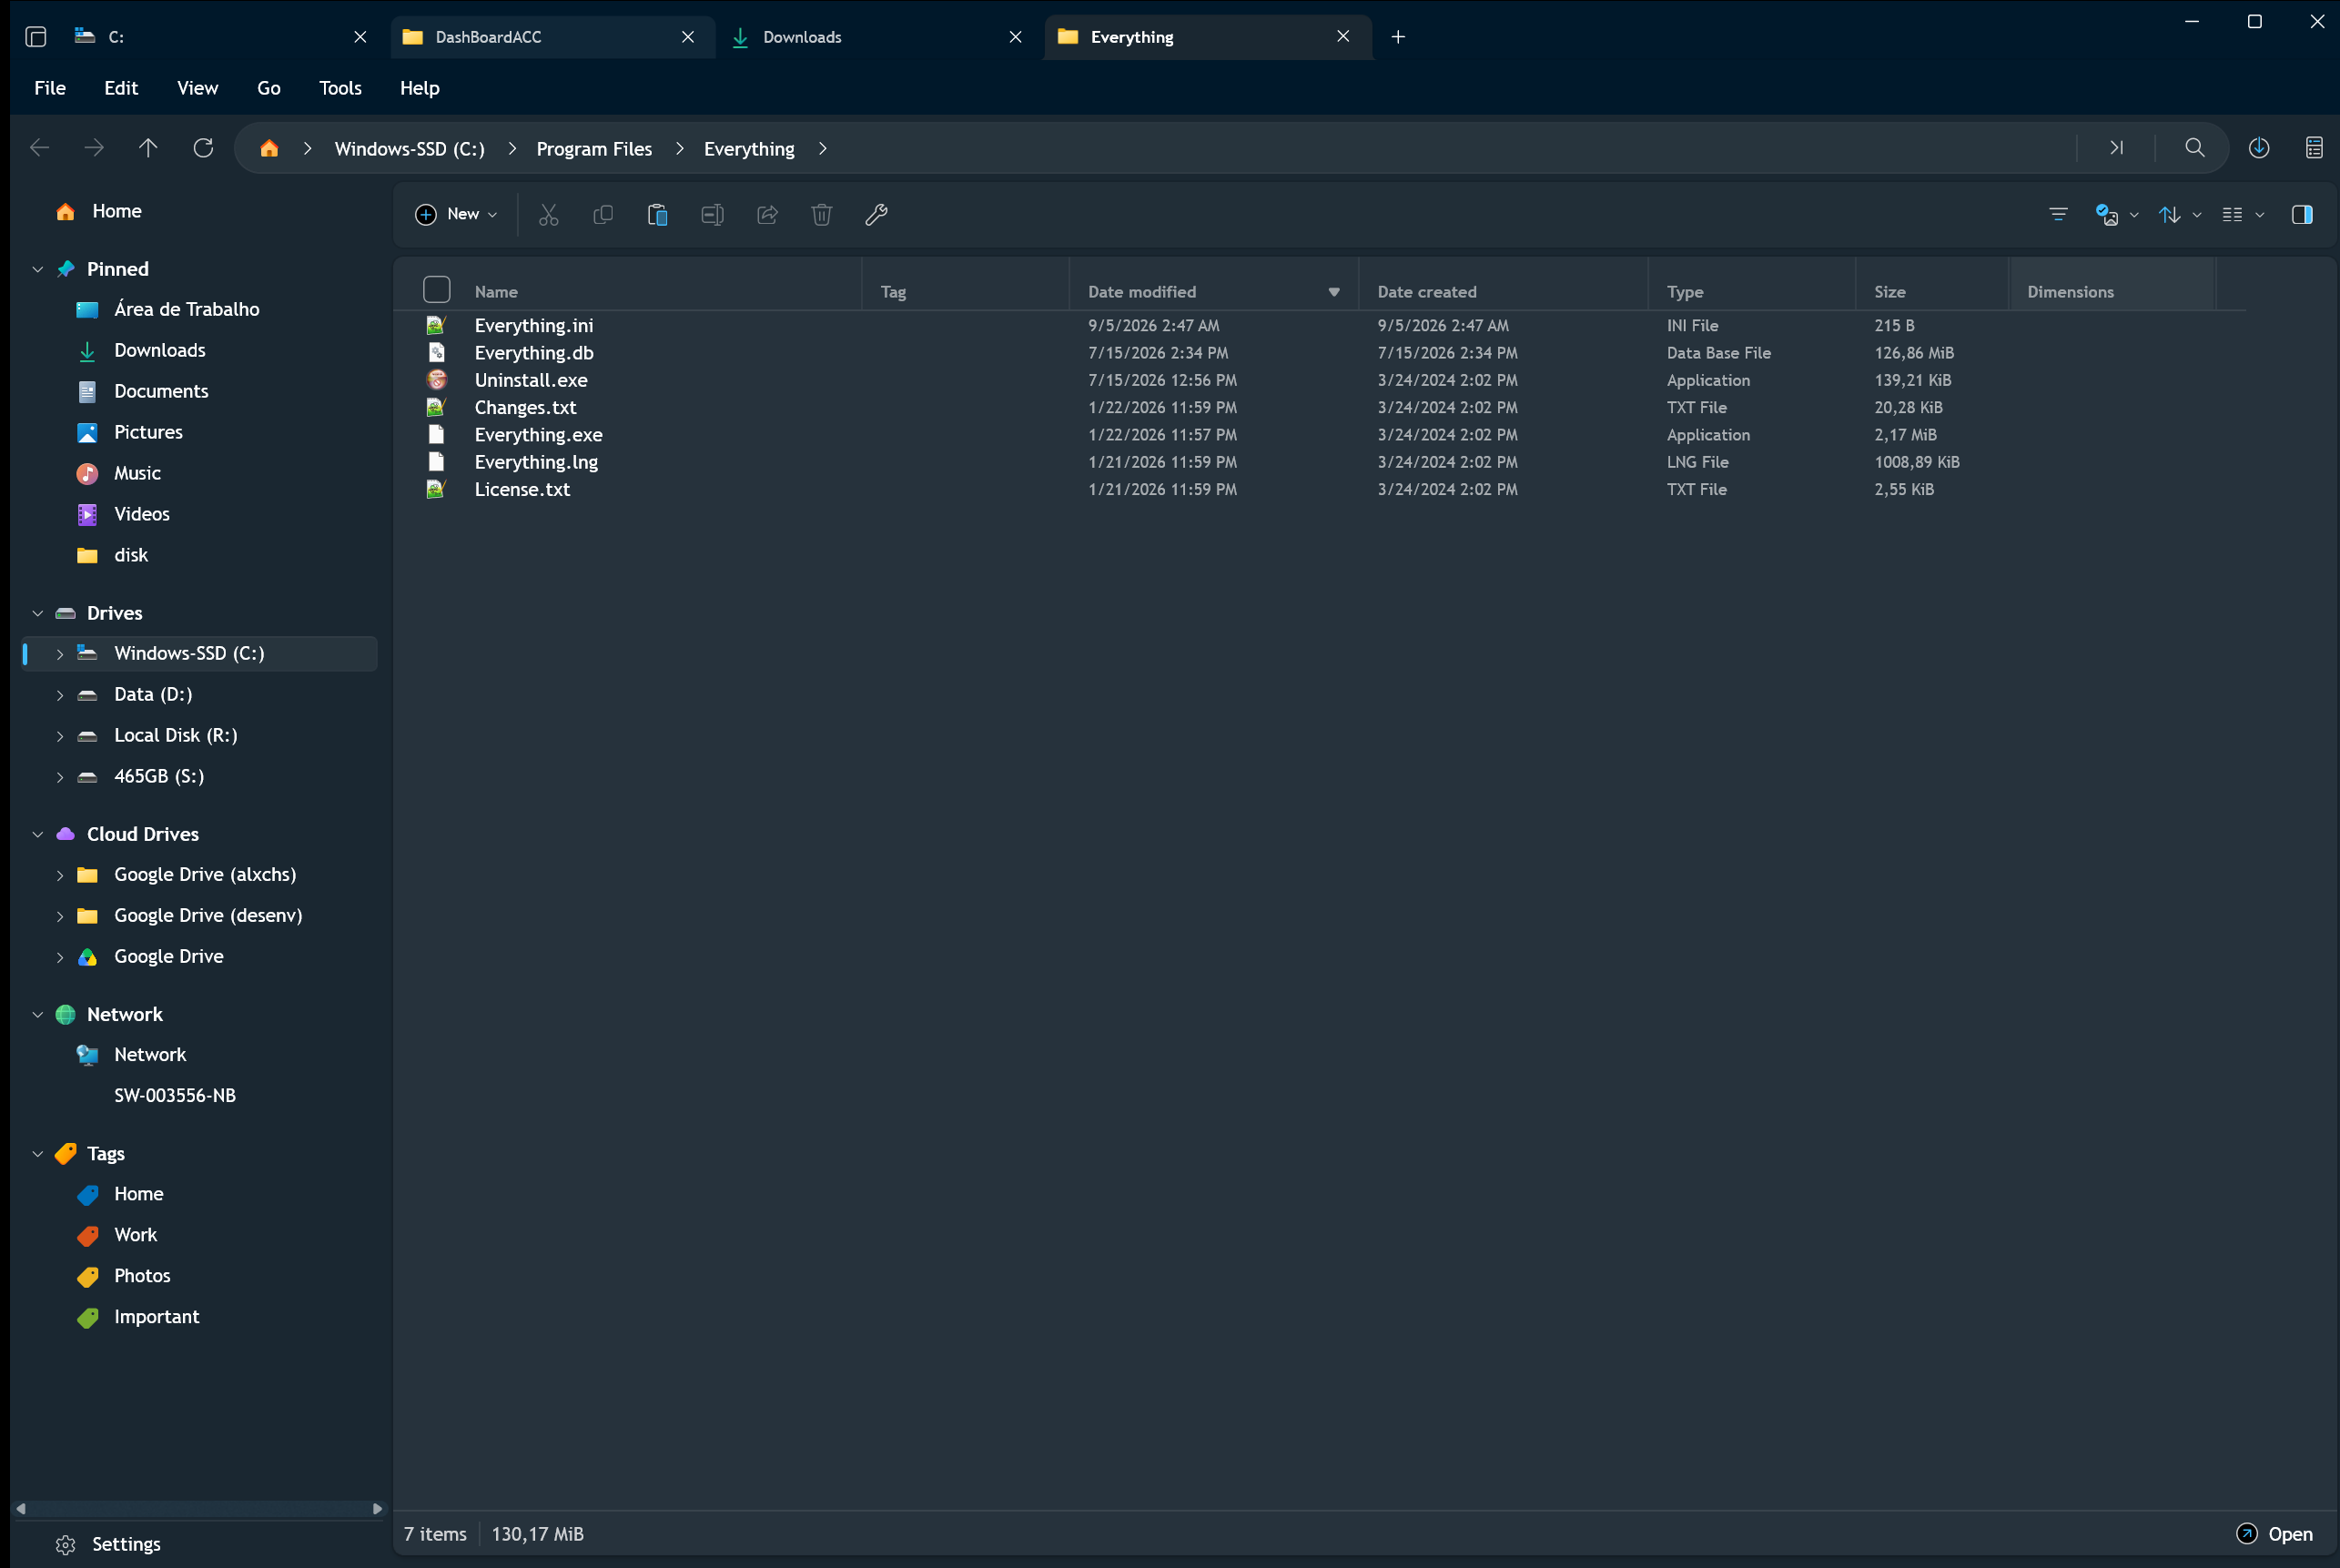 C:
DashBoardACC
Downloads
Everything
File Edit View Go Tools Help
Windows-SSD (C:) Program Files Everything
Home
Pinned
Área de Trabalho
Downloads
Documents
Pictures
Music
Videos
disk
Drives
Windows-SSD (C:)
Data (D:)
Local Disk (R:)
465GB (S:)
Cloud Drives
Google Drive (alxchs)
Google Drive (desenv)
Google Drive
Network
Network
SW-003556-NB
Tags
Home
Work
Photos
Important
Settings
New
Name Tag Date modified Date created Type Size Dimensions
Everything.ini 9/5/2026 2:47 AM 9/5/2026 2:47 AM INI File 215 B
Everything.db 7/15/2026 2:34 PM 7/15/2026 2:34 PM Data Base File 126,86 MiB
Uninstall.exe 7/15/2026 12:56 PM 3/24/2024 2:02 PM Application 139,21 KiB
Changes.txt 1/22/2026 11:59 PM 3/24/2024 2:02 PM TXT File 20,28 KiB
Everything.exe 1/22/2026 11:57 PM 3/24/2024 2:02 PM Application 2,17 MiB
Everything.lng 1/21/2026 11:59 PM 3/24/2024 2:02 PM LNG File 1008,89 KiB
License.txt 1/21/2026 11:59 PM 3/24/2024 2:02 PM TXT File 2,55 KiB
7 items 130,17 MiB
Open